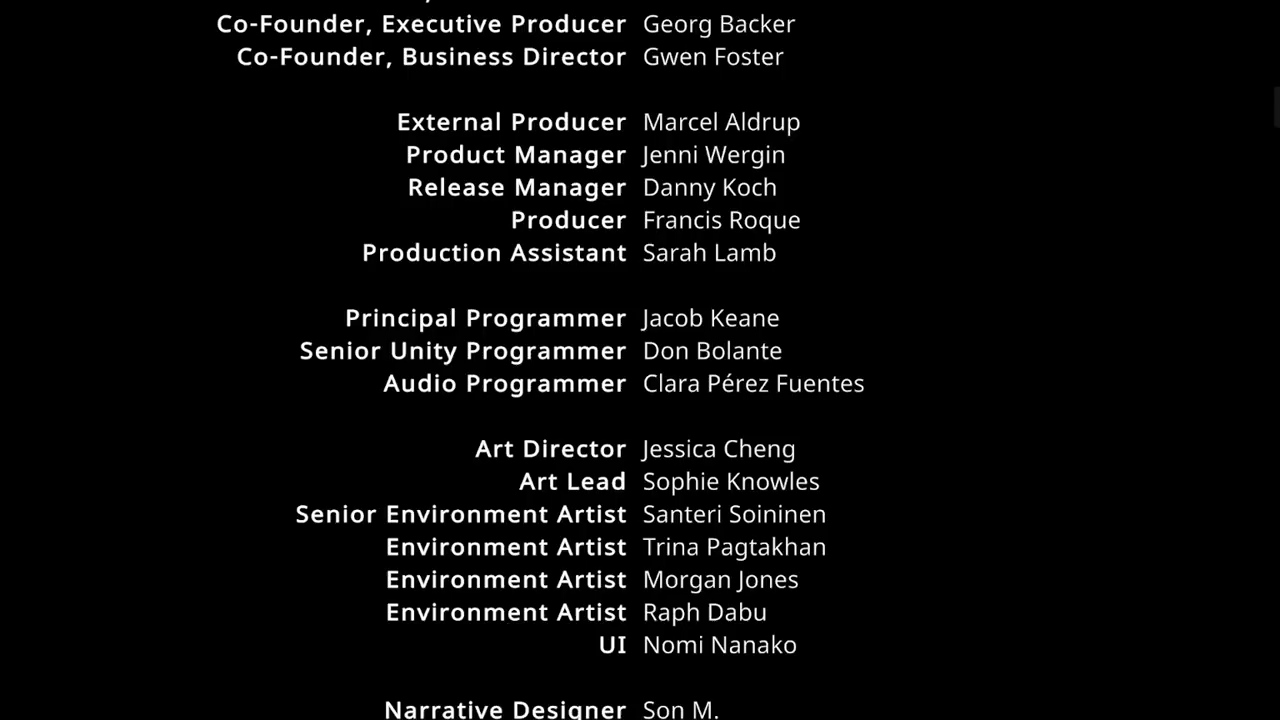 Co-Founder, Executive Producer Georg Backer
Co-Founder, Business Director Gwen Foster
External Producer Marcel Aldrup
Product Manager Jenni Wergin
Release Manager Danny Koch
Producer Francis Roque
Production Assistant Sarah Lamb
Principal Programmer Jacob Keane
Senior Unity Programmer Don Bolante
Audio Programmer Clara Pérez Fuentes
Art Director Jessica Cheng
Art Lead Sophie Knowles
Senior Environment Artist Santeri Soininen
Environment Artist Trina Pagtakhan
Environment Artist Morgan Jones
Environment Artist Raph Dabu
UI Nomi Nanako
Narrative Designer Son M.